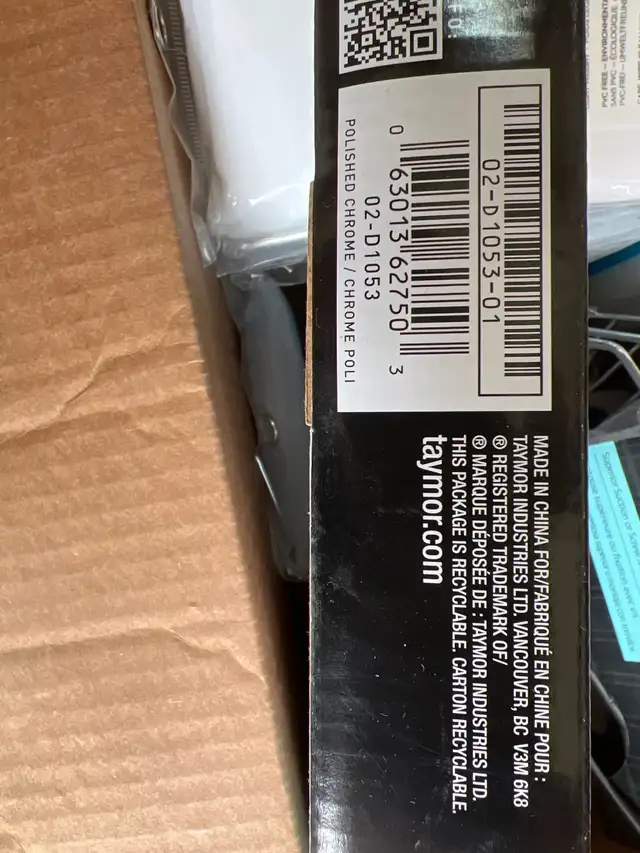 02-D1053-01
0 63013 62750 3
02-D1053
POLISHED CHROME / CHROME POLI
MADE IN CHINA FOR/FABRIQUÉ EN CHINE POUR :
TAYMOR INDUSTRIES LTD. VANCOUVER, BC V3M 6K8
® REGISTERED TRADEMARK OF/
® MARQUE DÉPOSÉE DE : TAYMOR INDUSTRIES LTD.
THIS PACKAGE IS RECYCLABLE. CARTON RECYCLABLE.
taymor.com